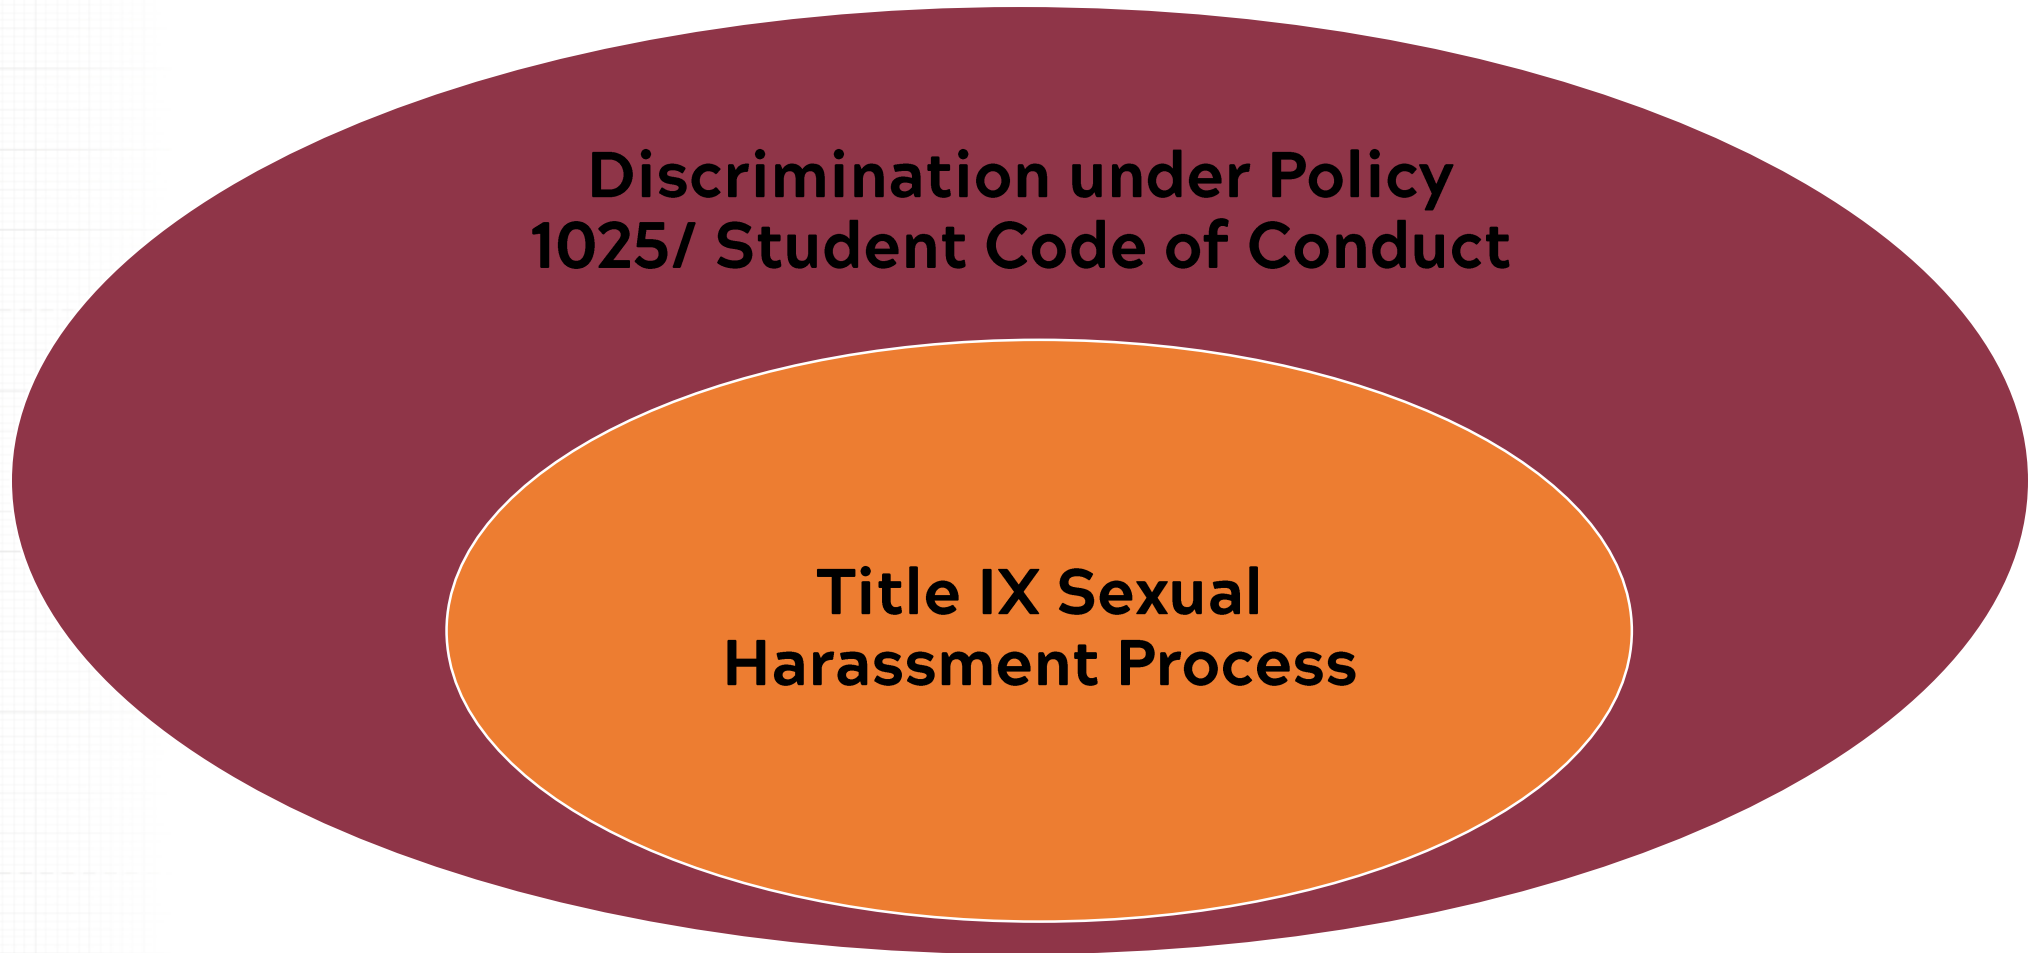 Discrimination under Policy
1025/ Student Code of Conduct
Title IX Sexual
Harassment Process